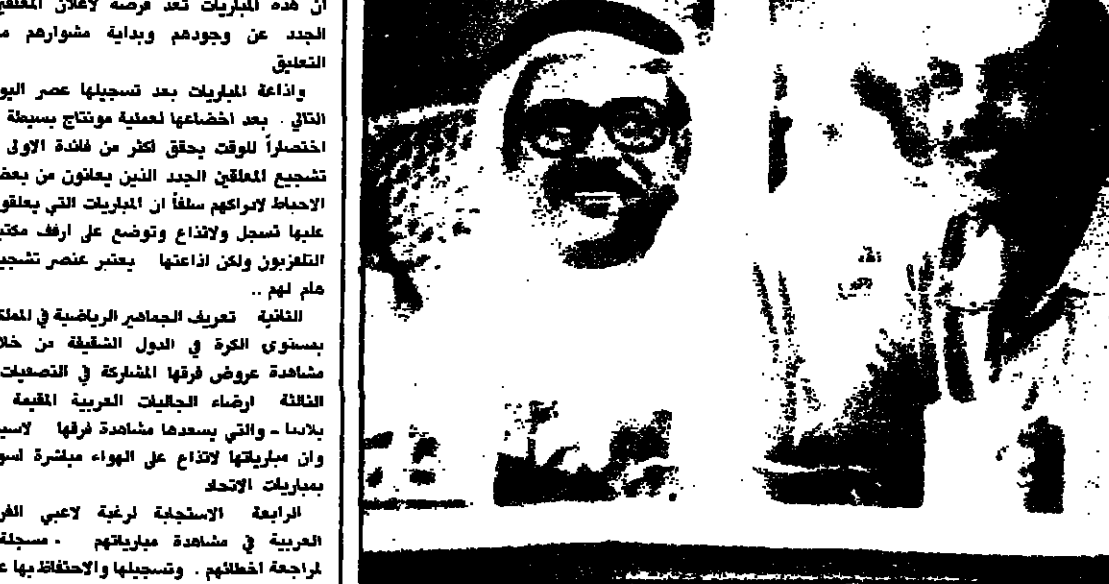 ان هذه المباريات تعد فرصة لاعلان المعلقين
الجدد عن وجودهم وبداية مشوارهم مع
التعليق
واذاعة المباريات بعد تسجيلها عصر اليوم
التالي . بعد اخضاعها لعملية مونتاج بسيطة
اختصاراً للوقت يحقق اكثر من فائدة الاولى
تشجيع المعلقين الجدد الذين يعانون من بعض
الاحباط لادراكهم سلفاً ان المباريات التي يعلقون
عليها تسجل ولاتذاع وتوضع على ارفف مكتبة
التلفزيون ولكن اذاعتها يعتبر عنصر تشجيع
هام لهم ..
الثانية تعريف الجماهير الرياضية في المملكة
بمستوى الكرة في الدول الشقيقة من خلال
مشاهدة عروض فرقها المشاركة في التصفيات
الثالثة ارضاء الجاليات العربية المقيمة
ببلادنا - والتي يسعدها مشاهدة فرقها لاسيما
وان مبارياتها لاتذاع على الهواء مباشرة اسوة
بمباريات الاتحاد
الرابعة الاستجابة لرغبة لاعبي الفرق
العربية في مشاهدة مبارياتهم - مسجلة
لمراجعة اخطائهم . وتسجيلها والاحتفاظ بها